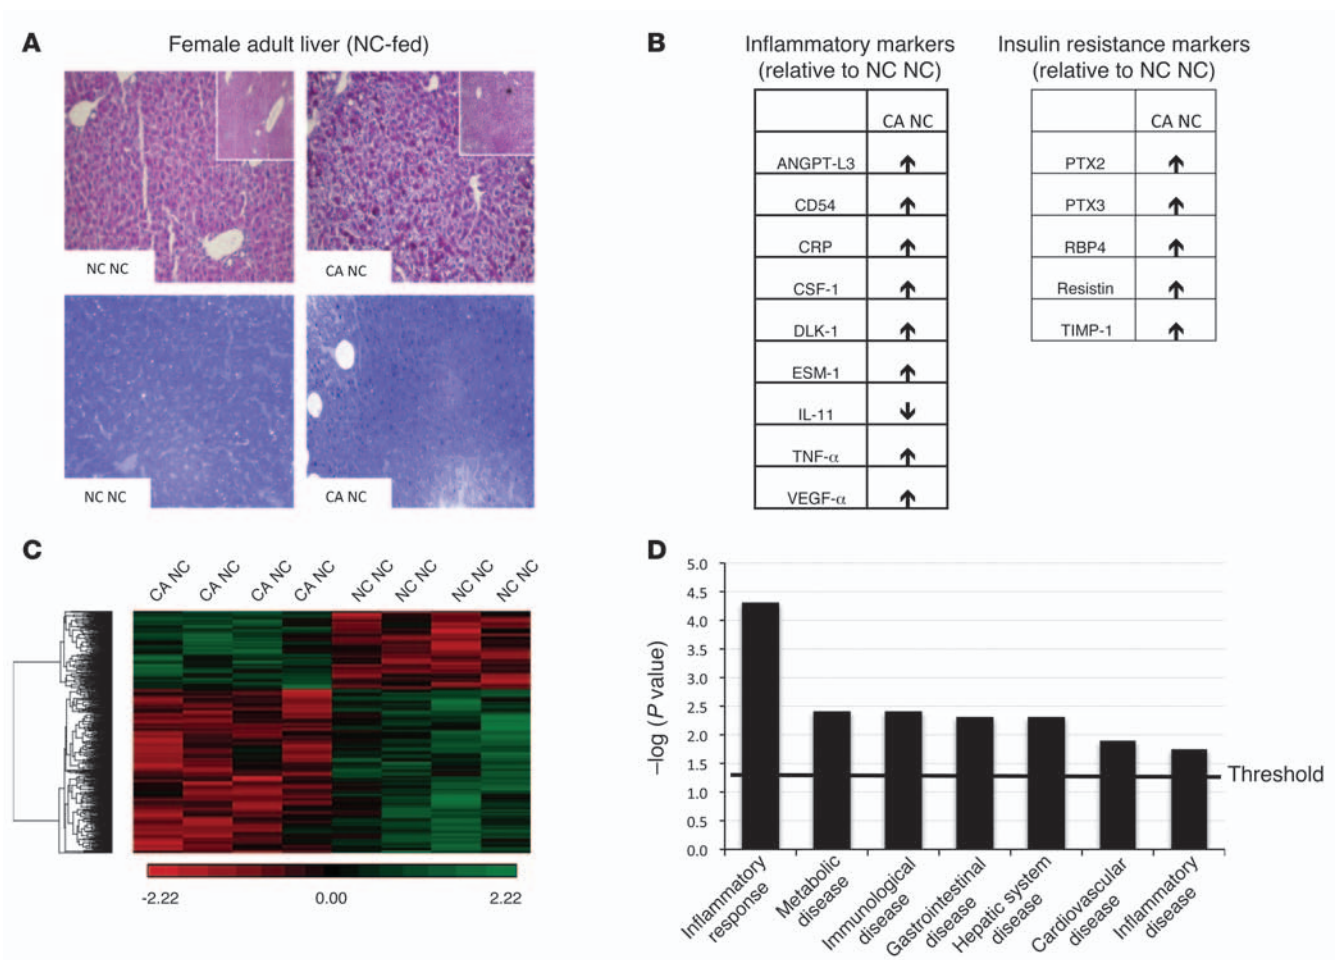 A
Female adult liver (NC-fed)
NC NC
CA NC
NC NC
CA NC
B
Inflammatory markers
(relative to NC NC)
CA NC
ANGPT-L3
CD54
CRP
CSF-1
DLK-1
ESM-1
IL-11
TNF-α
VEGF-α
Insulin resistance markers
(relative to NC NC)
CA NC
PTX2
PTX3
RBP4
Resistin
TIMP-1
C
CA NC
CA NC
CA NC
CA NC
NC NC
NC NC
NC NC
NC NC
-2.22
0.00
2.22
D
–log (P value)
5.0
4.5
4.0
3.5
3.0
2.5
2.0
1.5
1.0
0.5
0.0
Threshold
Inflammatory
response
Metabolic
disease
Immunological
disease
Gastrointestinal
disease
Hepatic system
disease
Cardiovascular
disease
Inflammatory
disease